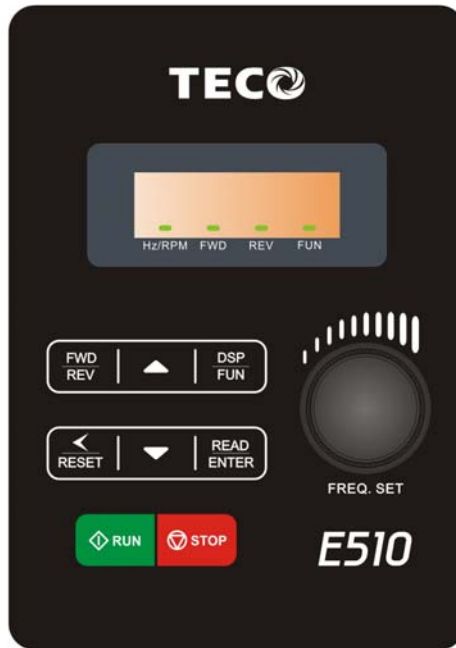 TECO
Hz/RPM FWD REV FUN
FWD
REV
DSP
FUN
RESET
READ
ENTER
FREQ. SET
RUN
STOP
E510